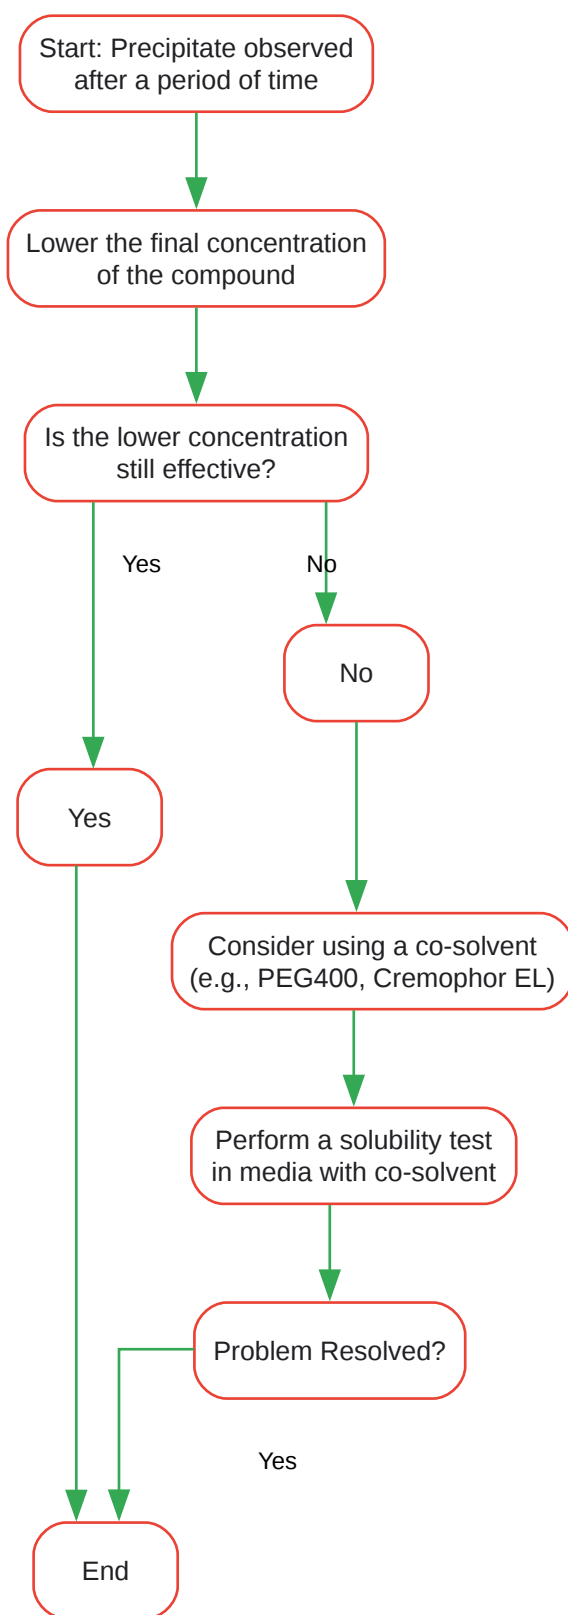 Start: Precipitate observed
after a period of time
Lower the final concentration
of the compound
Is the lower concentration
still effective?
Yes
No
No
Yes
Consider using a co-solvent
(e.g., PEG400, Cremophor EL)
Perform a solubility test
in media with co-solvent
Problem Resolved?
Yes
End